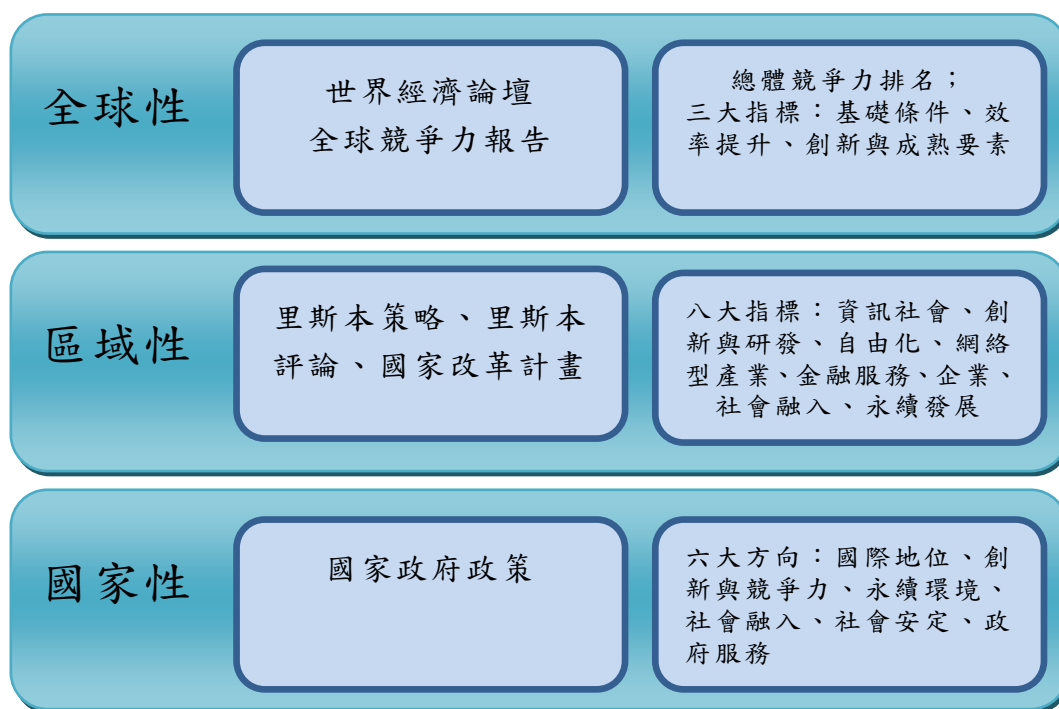 全球性
世界經濟論壇
全球競爭力報告
總體競爭力排名；
三大指標：基礎條件、效
率提升、創新與成熟要素
區域性
里斯本策略、里斯本
評論、國家改革計畫
八大指標：資訊社會、創
新與研發、自由化、網絡
型產業、金融服務、企業、
社會融入、永續發展
國家性
國家政府政策
六大方向：國際地位、創
新與競爭力、永續環境、
社會融入、社會安定、政
府服務